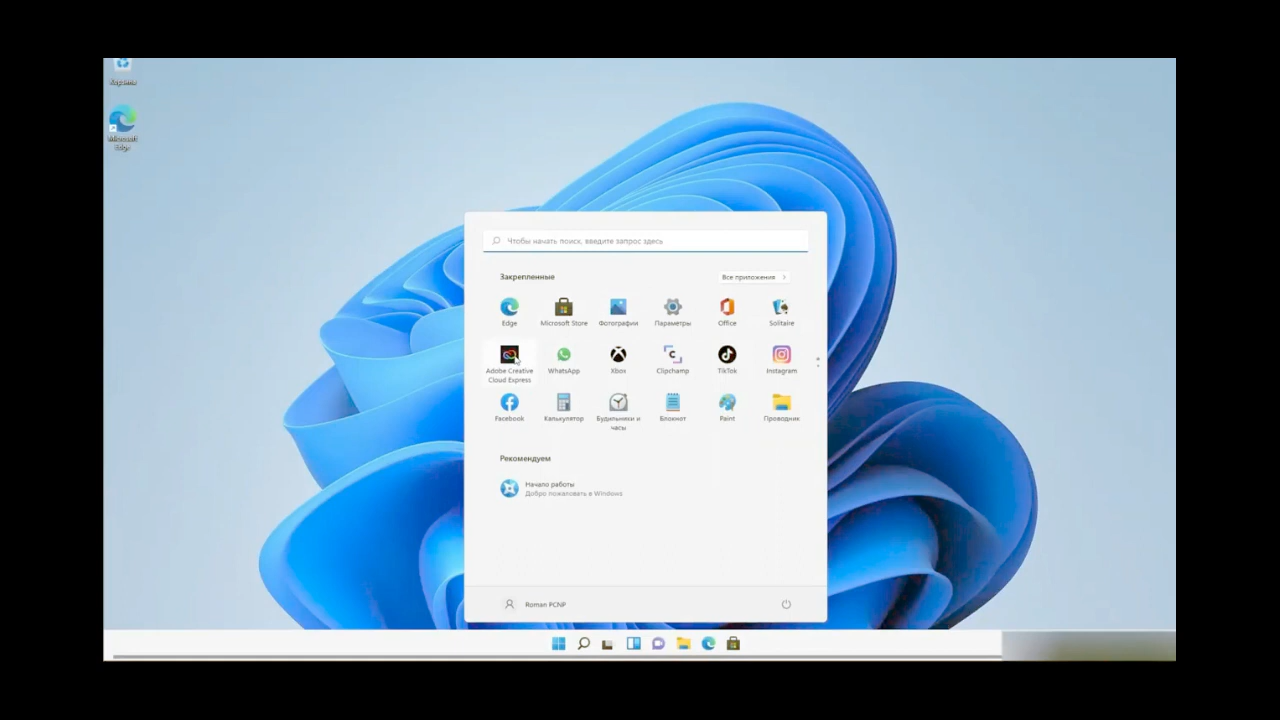 Корзина
Microsoft
Edge
Чтобы начать поиск, введите запрос здесь
Закрепленные
Все приложения
Edge
Microsoft Store
Фотографии
Параметры
Office
Solitaire
Adobe Creative
Cloud Express
WhatsApp
Xbox
Clipchamp
TikTok
Instagram
Facebook
Калькулятор
Будильники и
часы
Блокнот
Paint
Проводник
Рекомендуем
Начало работы
Добро пожаловать в Windows
Roman PCNP